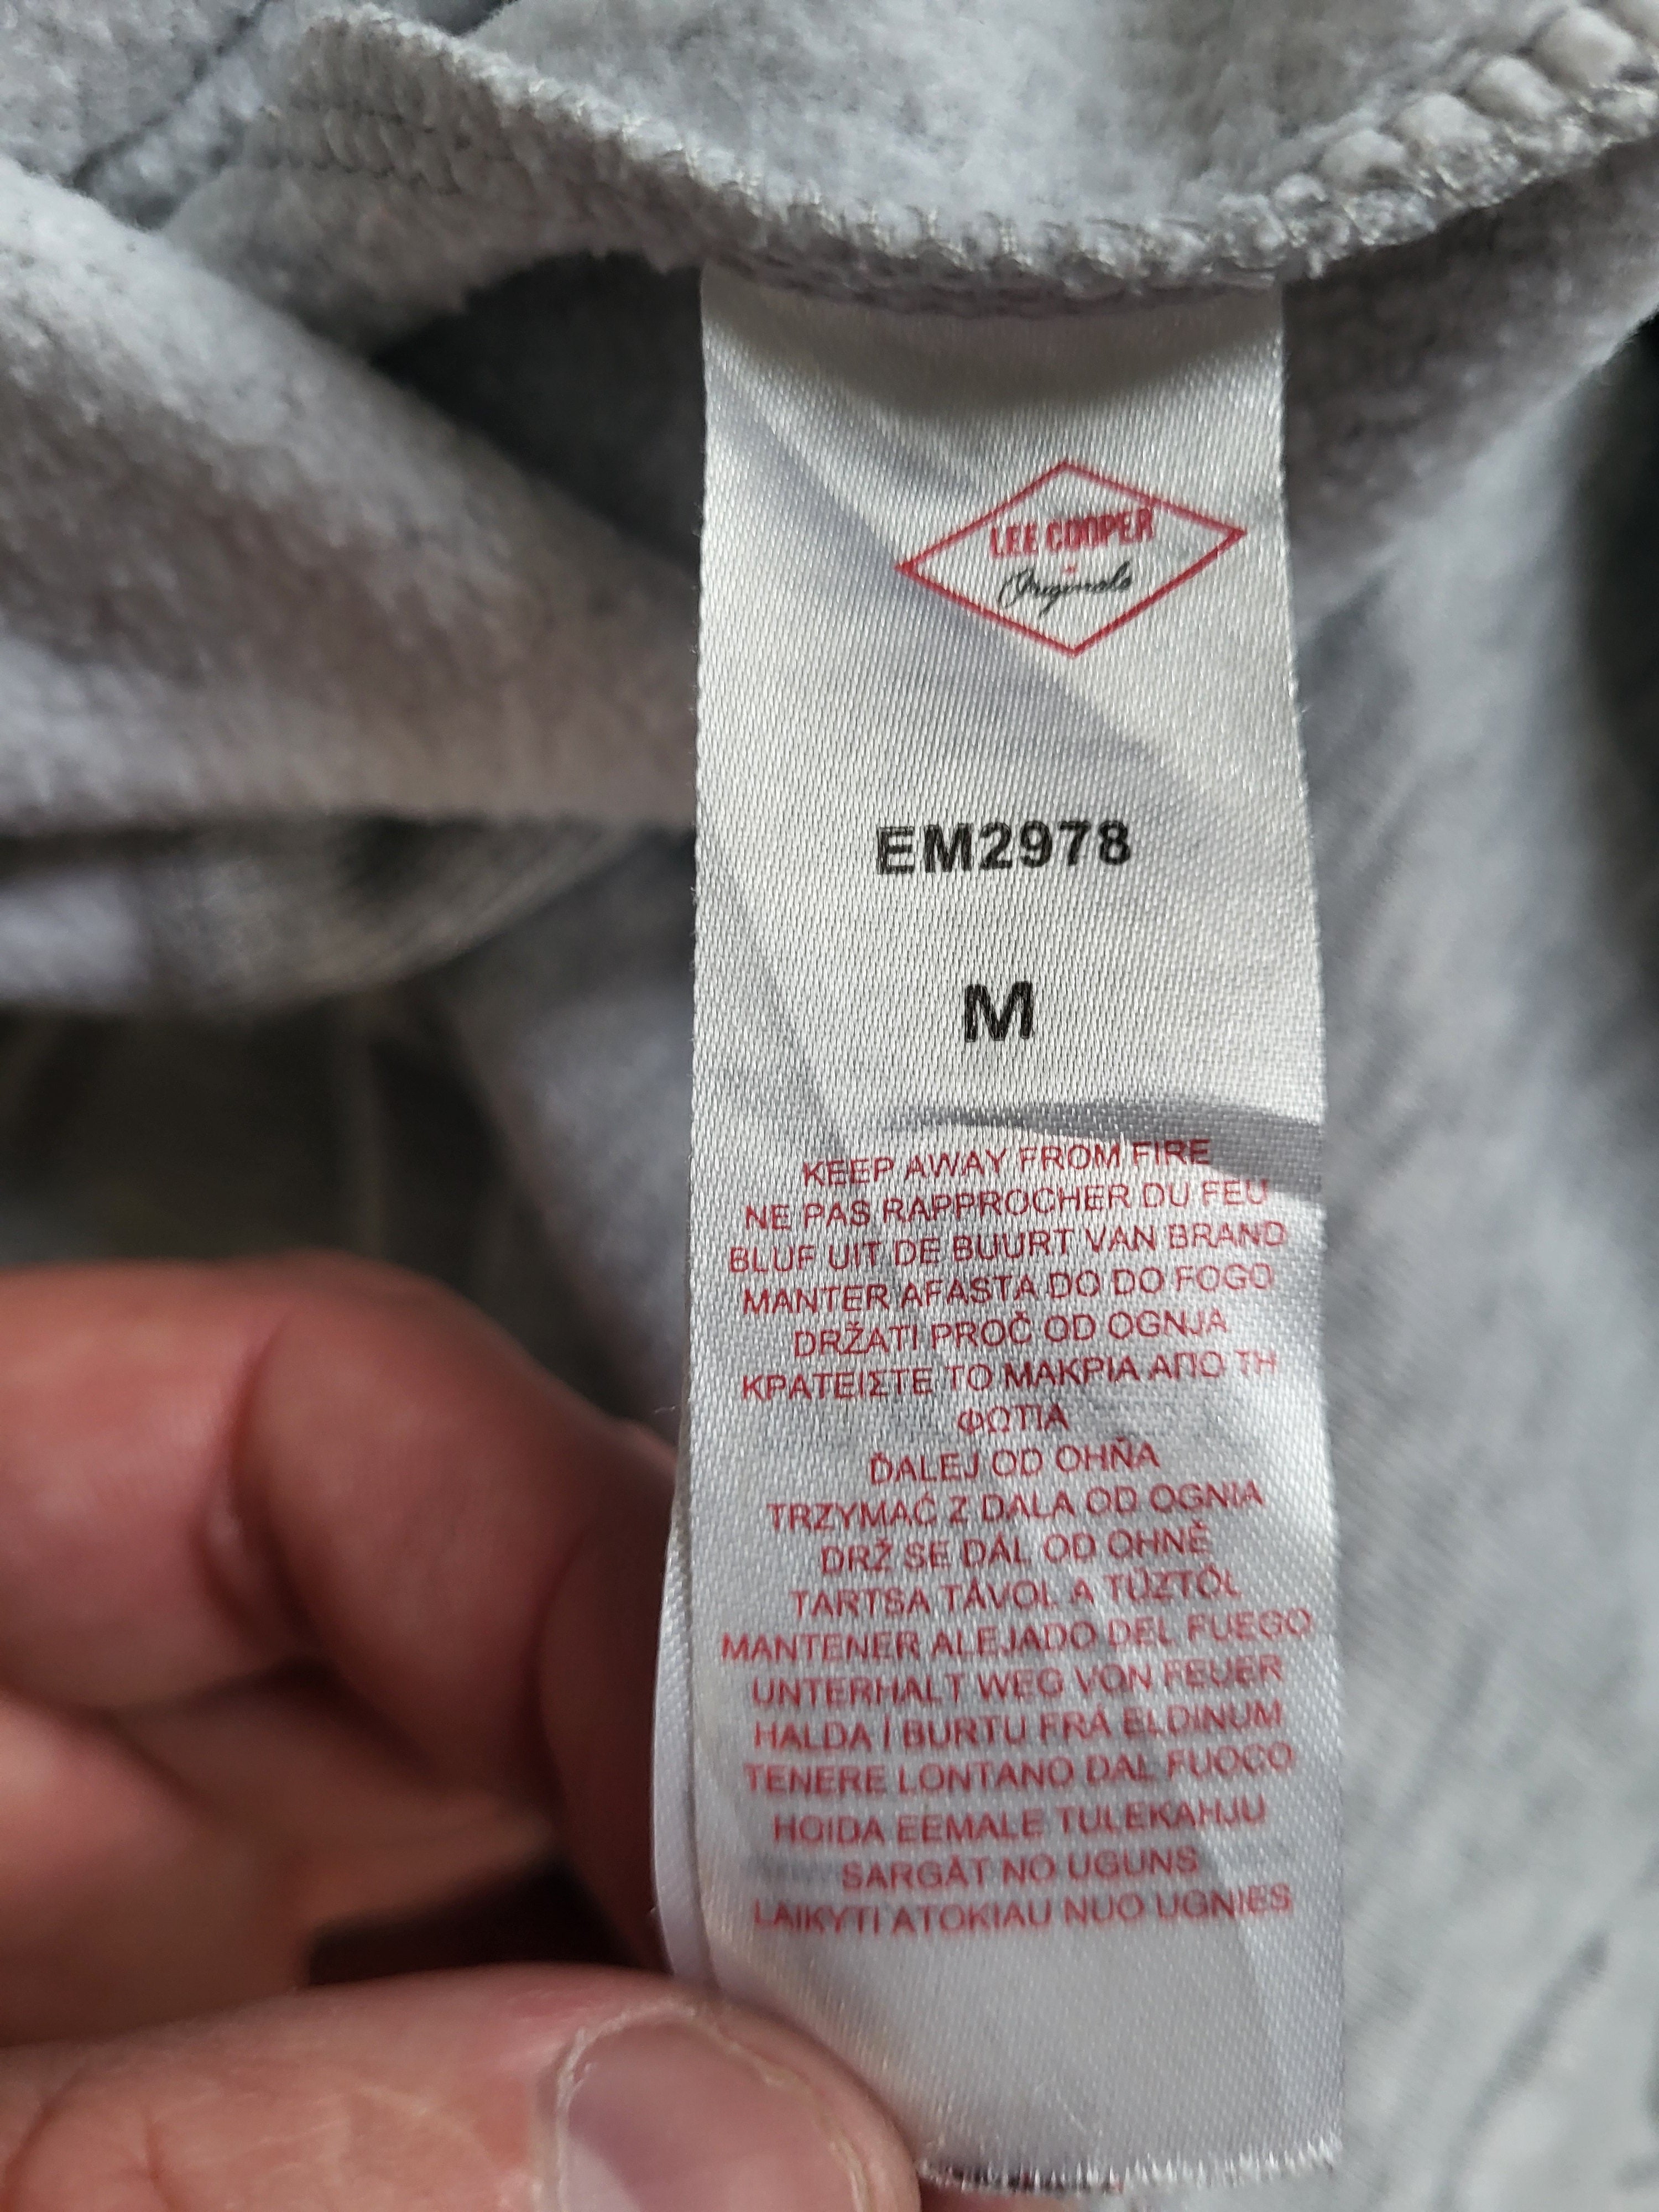 LEE COOPER
Originals
EM2978
M
KEEP AWAY FROM FIRE
NE PAS RAPPROCHER DU FEU
BLUF UIT DE BUURT VAN BRAND
MANTER AFASTA DO DO FOGO
DRŽATI PROČ OD OGNJA
ΚΡΑΤΕΙΣΤΕ ΤΟ ΜΑΚΡΙΑ ΑΠΟ ΤΗ
ΦΩΤΙΑ
ĎALEJ OD OHŇA
TRZYMAĆ Z DALA OD OGNIA
DRŽ SE DÁL OD OHNĚ
TARTSA TÁVOL A TŰZTŐL
MANTENER ALEJADO DEL FUEGO
UNTERHALT WEG VON FEUER
HALDA Í BURTU FRÁ ELDINUM
TENERE LONTANO DAL FUOCO
HOIDA EEMALE TULEKAHJU
SARGĀT NO UGUNS
LAIKYTI ATOKIAU NUO UGNIES